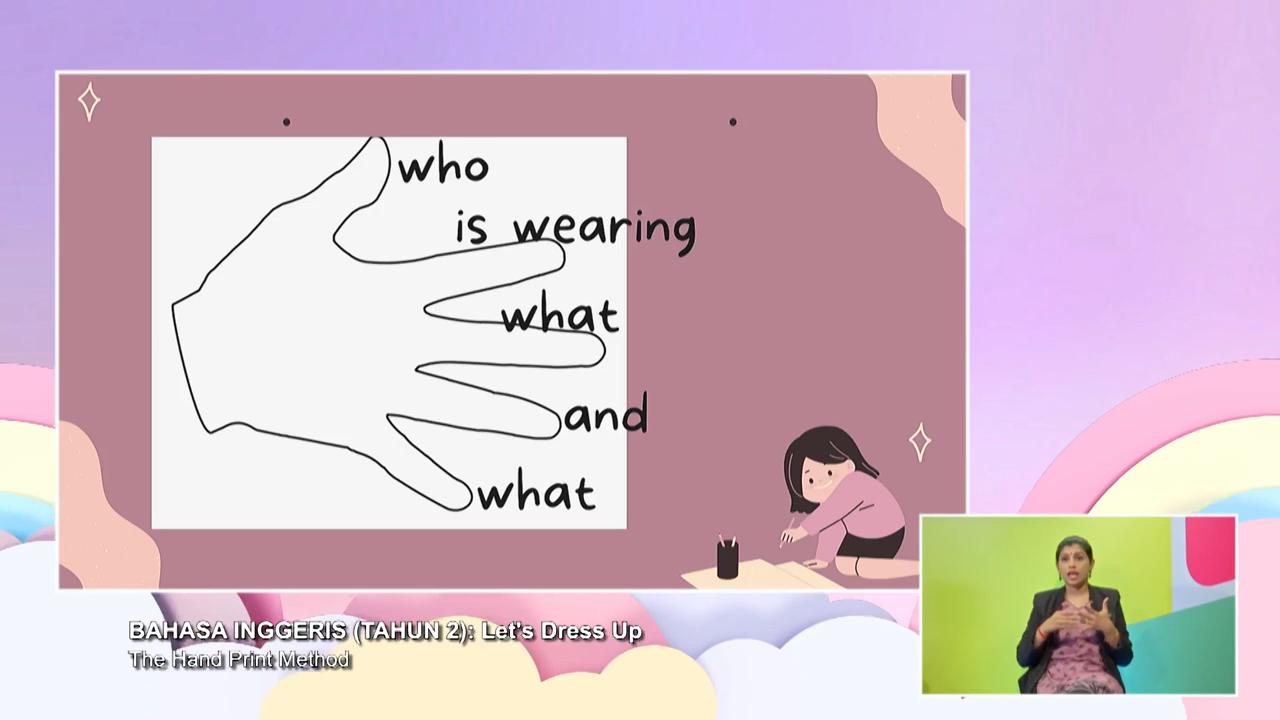 who
is wearing
what
and
what
BAHASA INGGERIS (TAHUN 2): Let's Dress Up
The Hand Print Method